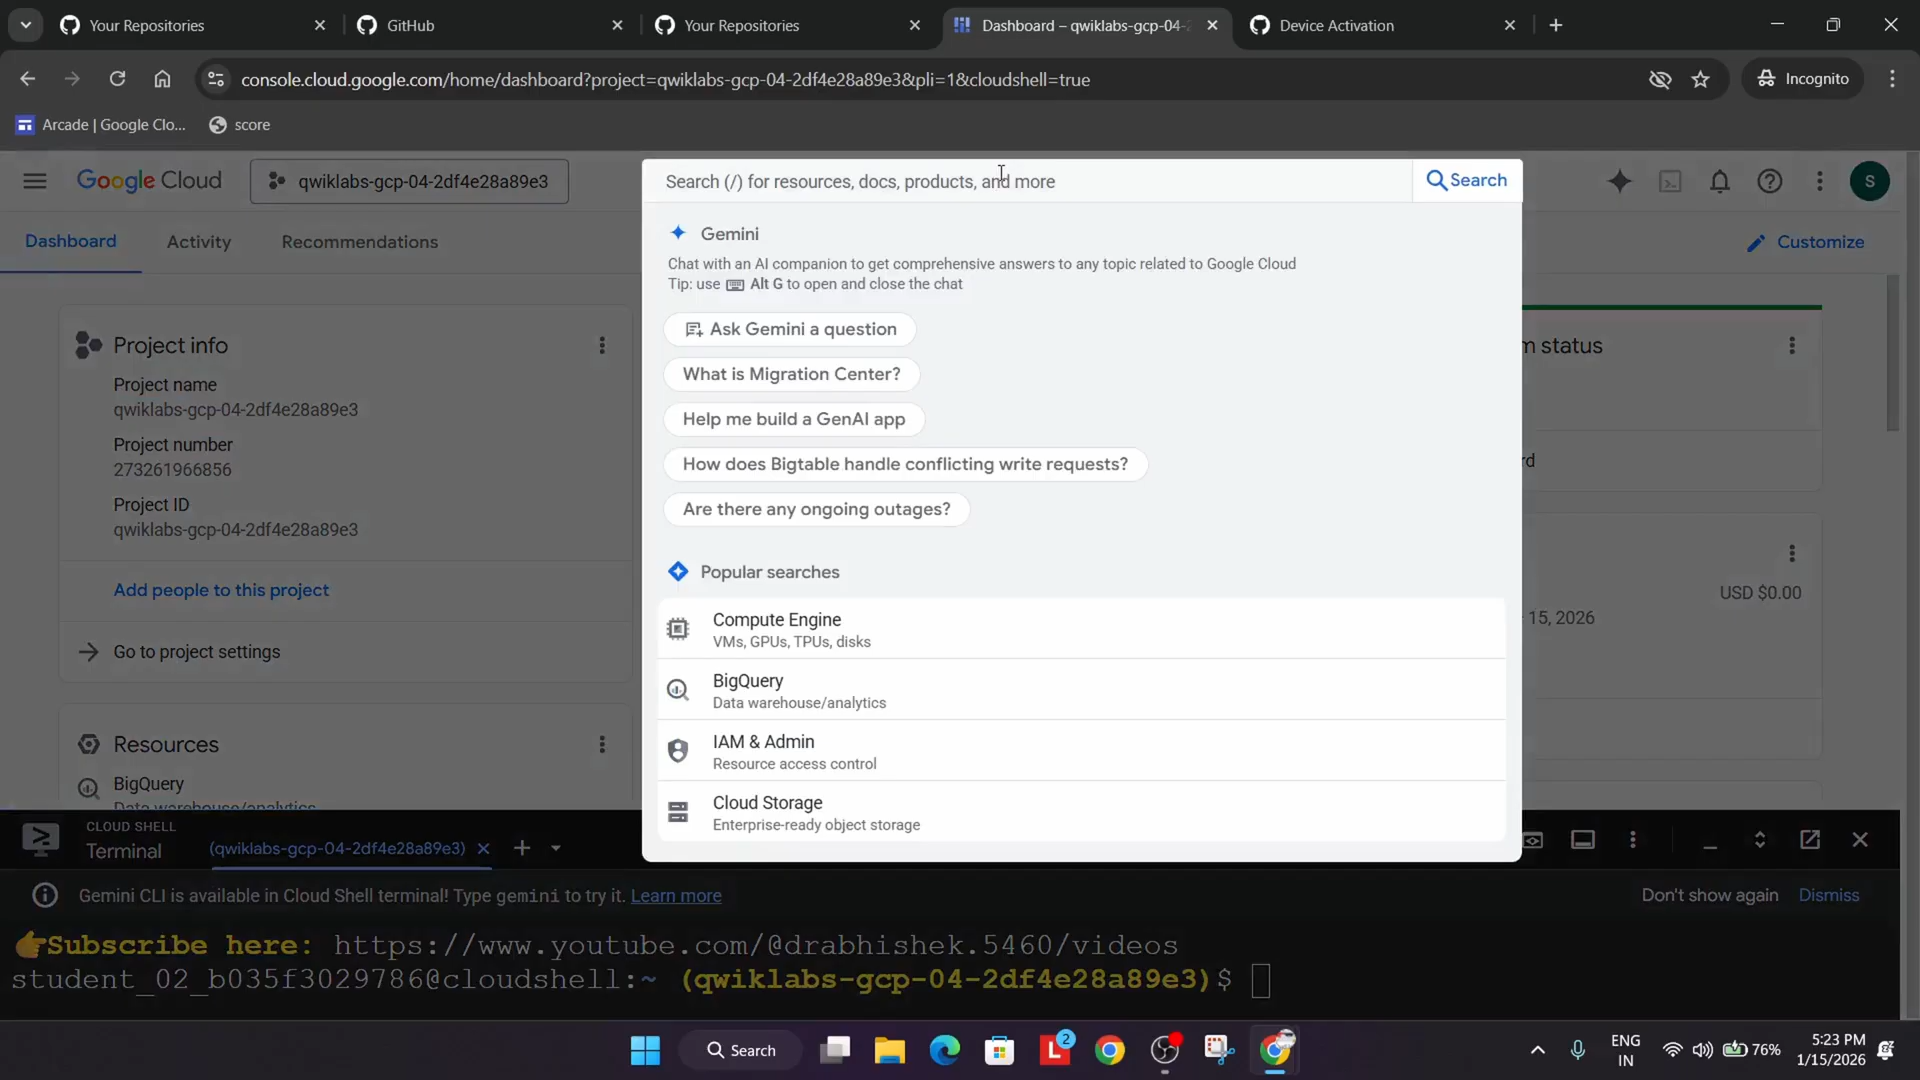 Your Repositories
GitHub
Your Repositories
Dashboard – qwiklabs-gcp-04-
Device Activation
console.cloud.google.com/home/dashboard?project=qwiklabs-gcp-04-2df4e28a89e3&pli=1&cloudshell=true
Incognito
Arcade | Google Clo...
score
Google Cloud
qwiklabs-gcp-04-2df4e28a89e3
Search (/) for resources, docs, products, and more
Search
S
Dashboard
Activity
Recommendations
Customize
Gemini
Chat with an AI companion to get comprehensive answers to any topic related to Google Cloud
Tip: use Alt G to open and close the chat
Ask Gemini a question
What is Migration Center?
Help me build a GenAI app
How does Bigtable handle conflicting write requests?
Are there any ongoing outages?
Popular searches
Compute Engine
VMs, GPUs, TPUs, disks
BigQuery
Data warehouse/analytics
IAM & Admin
Resource access control
Cloud Storage
Enterprise-ready object storage
Project info
Project name
qwiklabs-gcp-04-2df4e28a89e3
Project number
273261966856
Project ID
qwiklabs-gcp-04-2df4e28a89e3
Add people to this project
Go to project settings
Resources
BigQuery
Data warehouse/analytics
status
USD $0.00
15, 2026
CLOUD SHELL
Terminal
(qwiklabs-gcp-04-2df4e28a89e3)
Gemini CLI is available in Cloud Shell terminal! Type gemini to try it. Learn more
Don't show again
Dismiss
👉Subscribe here: https://www.youtube.com/@drabhishek.5460/videos
student_02_b035f3029786@cloudshell:~ (qwiklabs-gcp-04-2df4e28a89e3)$
Search
2
ENG
IN
76%
5:23 PM
1/15/2026